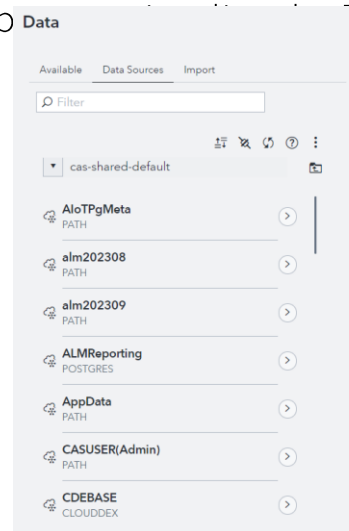 Data
Available Data Sources Import
Filter
cas-shared-default
AIoTPgMeta
PATH
alm202308
PATH
alm202309
PATH
ALMReporting
POSTGRES
AppData
PATH
CASUSER(Admin)
PATH
CDEBASE
CLOUDDEX